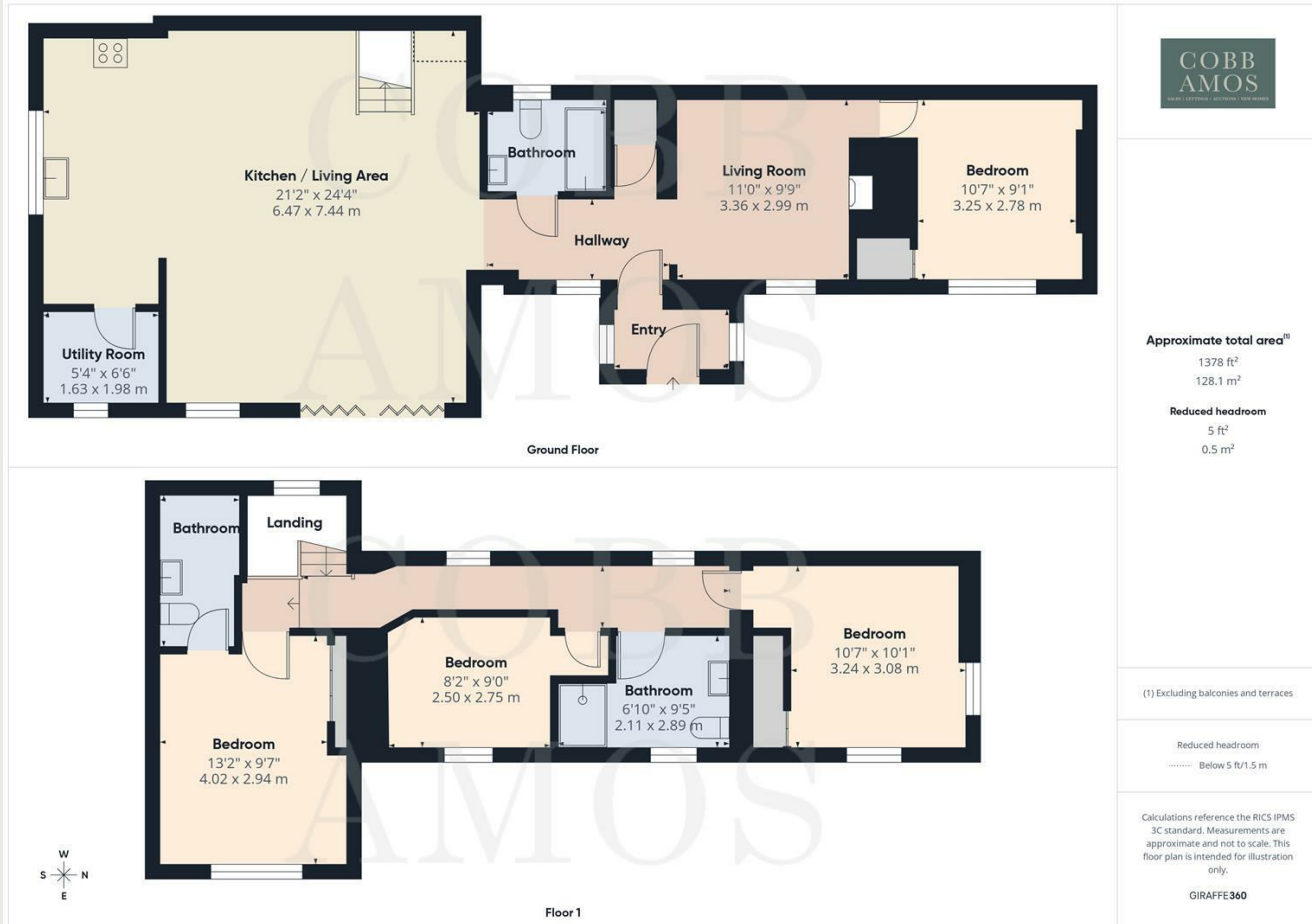 COBB
AMOS
SALES | LETTINGS | AUCTIONS | NEW HOMES
Kitchen / Living Area
21'2" x 24'4"
6.47 x 7.44 m
Bathroom
Living Room
11'0" x 9'9"
3.36 x 2.99 m
Bedroom
10'7" x 9'1"
3.25 x 2.78 m
Hallway
Entry
Utility Room
5'4" x 6'6"
1.63 x 1.98 m
Ground Floor
COBB
AMOS
Approximate total area(1)
1378 ft²
128.1 m²
Reduced headroom
5 ft²
0.5 m²
Bathroom
Landing
Bedroom
10'7" x 10'1"
3.24 x 3.08 m
Bedroom
8'2" x 9'0"
2.50 x 2.75 m
Bathroom
6'10" x 9'5"
2.11 x 2.89 m
Bedroom
13'2" x 9'7"
4.02 x 2.94 m
COBB
AMOS
W
S N
E
Floor 1
(1) Excluding balconies and terraces
Reduced headroom
Below 5 ft/1.5 m
Calculations reference the RICS IPMS
3C standard. Measurements are
approximate and not to scale. This
floor plan is intended for illustration
only.
GIRAFFE360